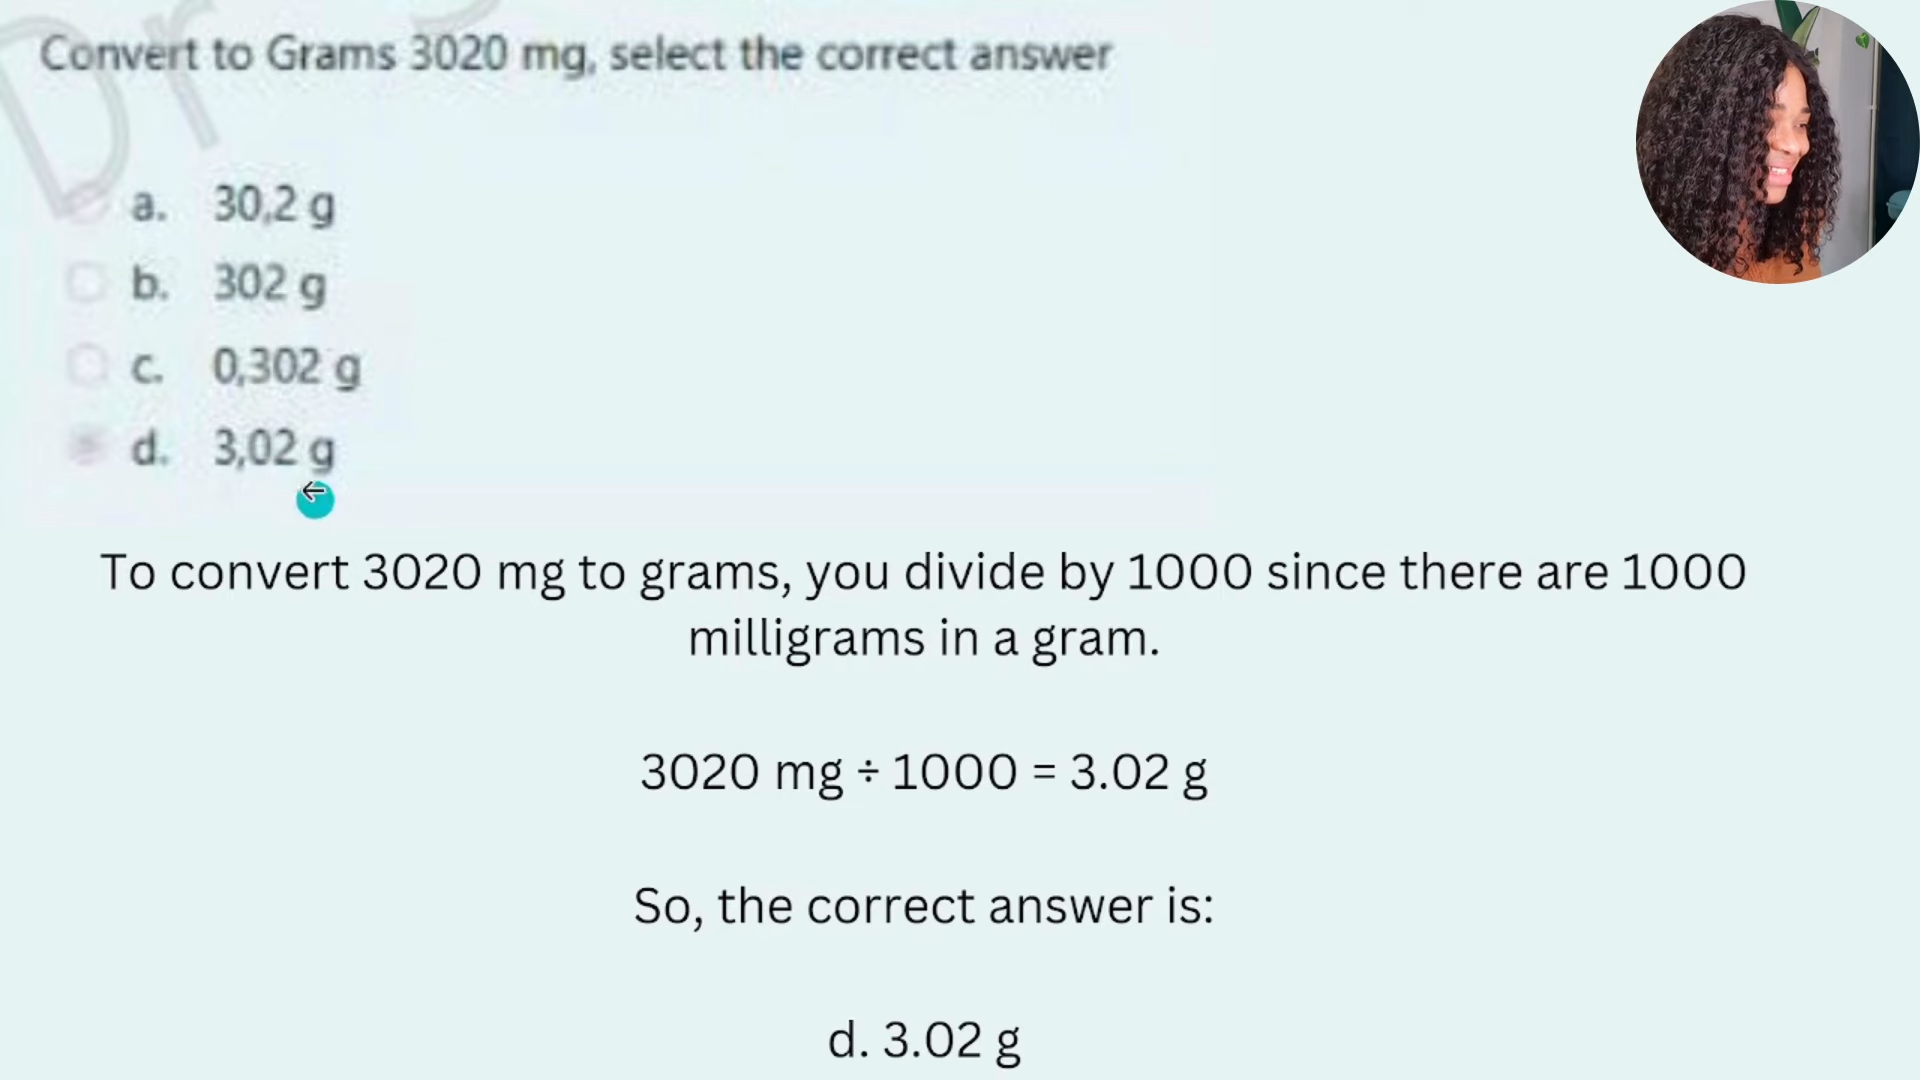 Dr
Convert to Grams 3020 mg, select the correct answer
a. 30,2 g
b. 302 g
c. 0,302 g
d. 3,02 g
To convert 3020 mg to grams, you divide by 1000 since there are 1000
milligrams in a gram.
3020 mg ÷ 1000 = 3.02 g
So, the correct answer is:
d. 3.02 g